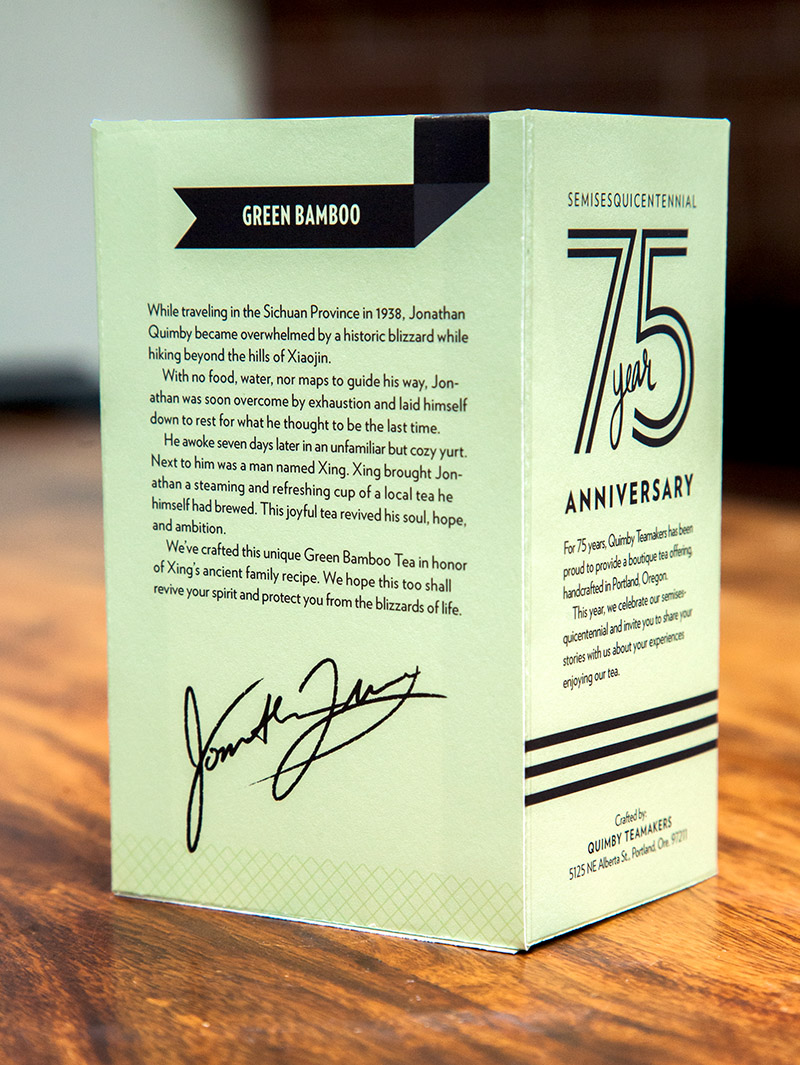 GREEN BAMBOO
While traveling in the Sichuan Province in 1938, Jonathan
Quimby became overwhelmed by a historic blizzard while
hiking beyond the hills of Xiaojin.
With no food, water, nor maps to guide his way, Jon-
athan was soon overcome by exhaustion and laid himself
down to rest for what he thought to be the last time.
He awoke seven days later in an unfamiliar but cozy yurt.
Next to him was a man named Xing. Xing brought Jon-
athan a steaming and refreshing cup of a local tea he
himself had brewed. This joyful tea revived his soul, hope,
and ambition.
We've crafted this unique Green Bamboo Tea in honor
of Xing's ancient family recipe. We hope this too shall
revive your spirit and protect you from the blizzards of life.
SEMISESQUICENTENNIAL
75
year
ANNIVERSARY
For 75 years, Quimby Teamakers has been
proud to provide a boutique tea offering,
handcrafted in Portland, Oregon.
This year, we celebrate our semises-
quicentennial and invite you to share your
stories with us about your experiences
enjoying our tea.
Crafted by:
QUIMBY TEAMAKERS
5125 NE Alberta St., Portland, Ore. 97211